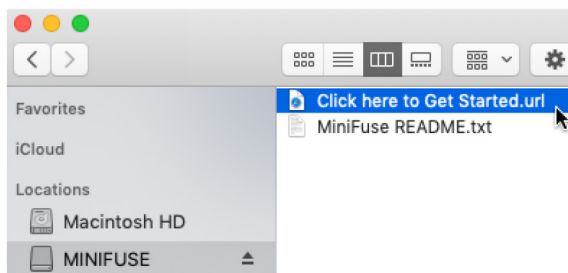 Favorites
iCloud
Locations
Macintosh HD
MINIFUSE
Click here to Get Started.url
MiniFuse README.txt